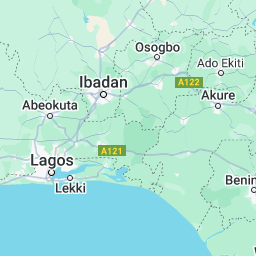 Osogbo
Ado Ekiti
Ibadan
A122
Abeokuta
Akure
Lagos
A121
Lekki
Benin